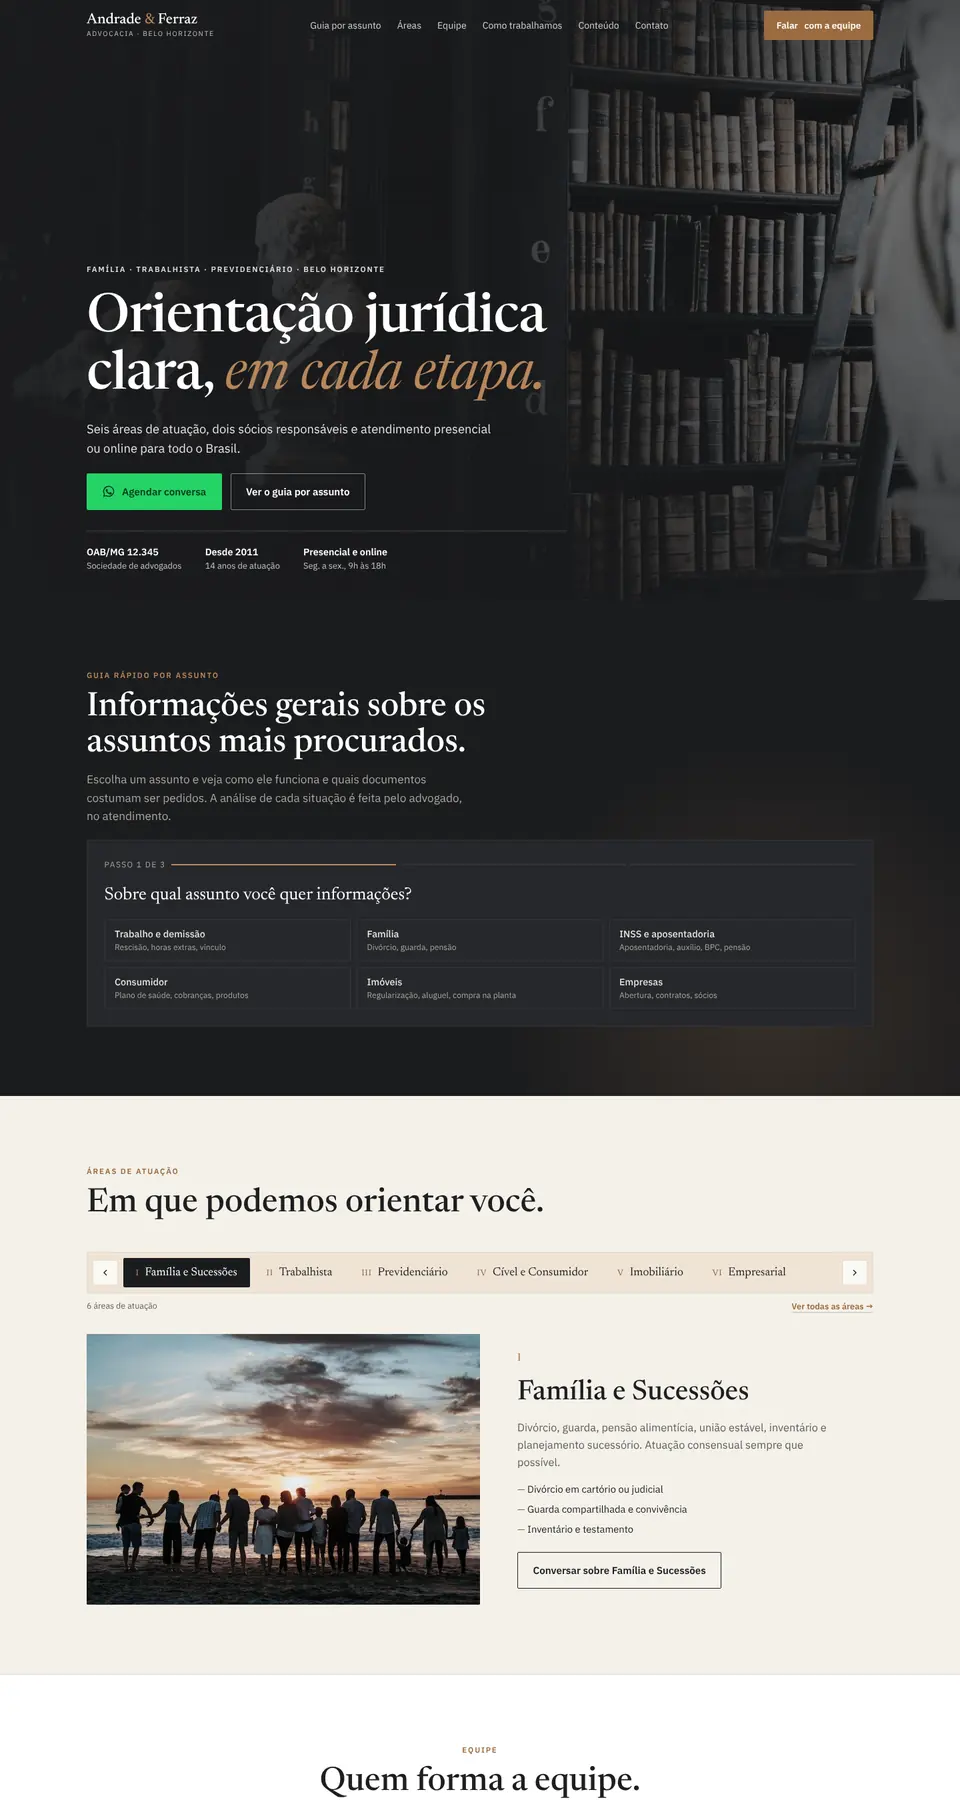 Andrade & Ferraz
ADVOCACIA · BELO HORIZONTE
Guia por assunto
Áreas
Equipe
Como trabalhamos
Conteúdo
Contato
Falar com a equipe
h
g
f
e
d
FAMÍLIA · TRABALHISTA · PREVIDENCIÁRIO · BELO HORIZONTE
Orientação jurídica
clara, em cada etapa.
Seis áreas de atuação, dois sócios responsáveis e atendimento presencial
ou online para todo o Brasil.
Agendar conversa
Ver o guia por assunto
OAB/MG 12.345
Sociedade de advogados
Desde 2011
14 anos de atuação
Presencial e online
Seg. a sex., 9h às 18h
GUIA RÁPIDO POR ASSUNTO
Informações gerais sobre os
assuntos mais procurados.
Escolha um assunto e veja como ele funciona e quais documentos
costumam ser pedidos. A análise de cada situação é feita pelo advogado,
no atendimento.
PASSO 1 DE 3
Sobre qual assunto você quer informações?
Trabalho e demissão
Rescisão, horas extras, vínculo
Família
Divórcio, guarda, pensão
INSS e aposentadoria
Aposentadoria, auxílio, BPC, pensão
Consumidor
Plano de saúde, cobranças, produtos
Imóveis
Regularização, aluguel, compra na planta
Empresas
Abertura, contratos, sócios
ÁREAS DE ATUAÇÃO
Em que podemos orientar você.
‹
I Família e Sucessões
II Trabalhista
III Previdenciário
IV Cível e Consumidor
V Imobiliário
VI Empresarial
›
6 áreas de atuação
Ver todas as áreas →
I
Família e Sucessões
Divórcio, guarda, pensão alimentícia, união estável, inventário e
planejamento sucessório. Atuação consensual sempre que
possível.
— Divórcio em cartório ou judicial
— Guarda compartilhada e convivência
— Inventário e testamento
Conversar sobre Família e Sucessões
EQUIPE
Quem forma a equipe.